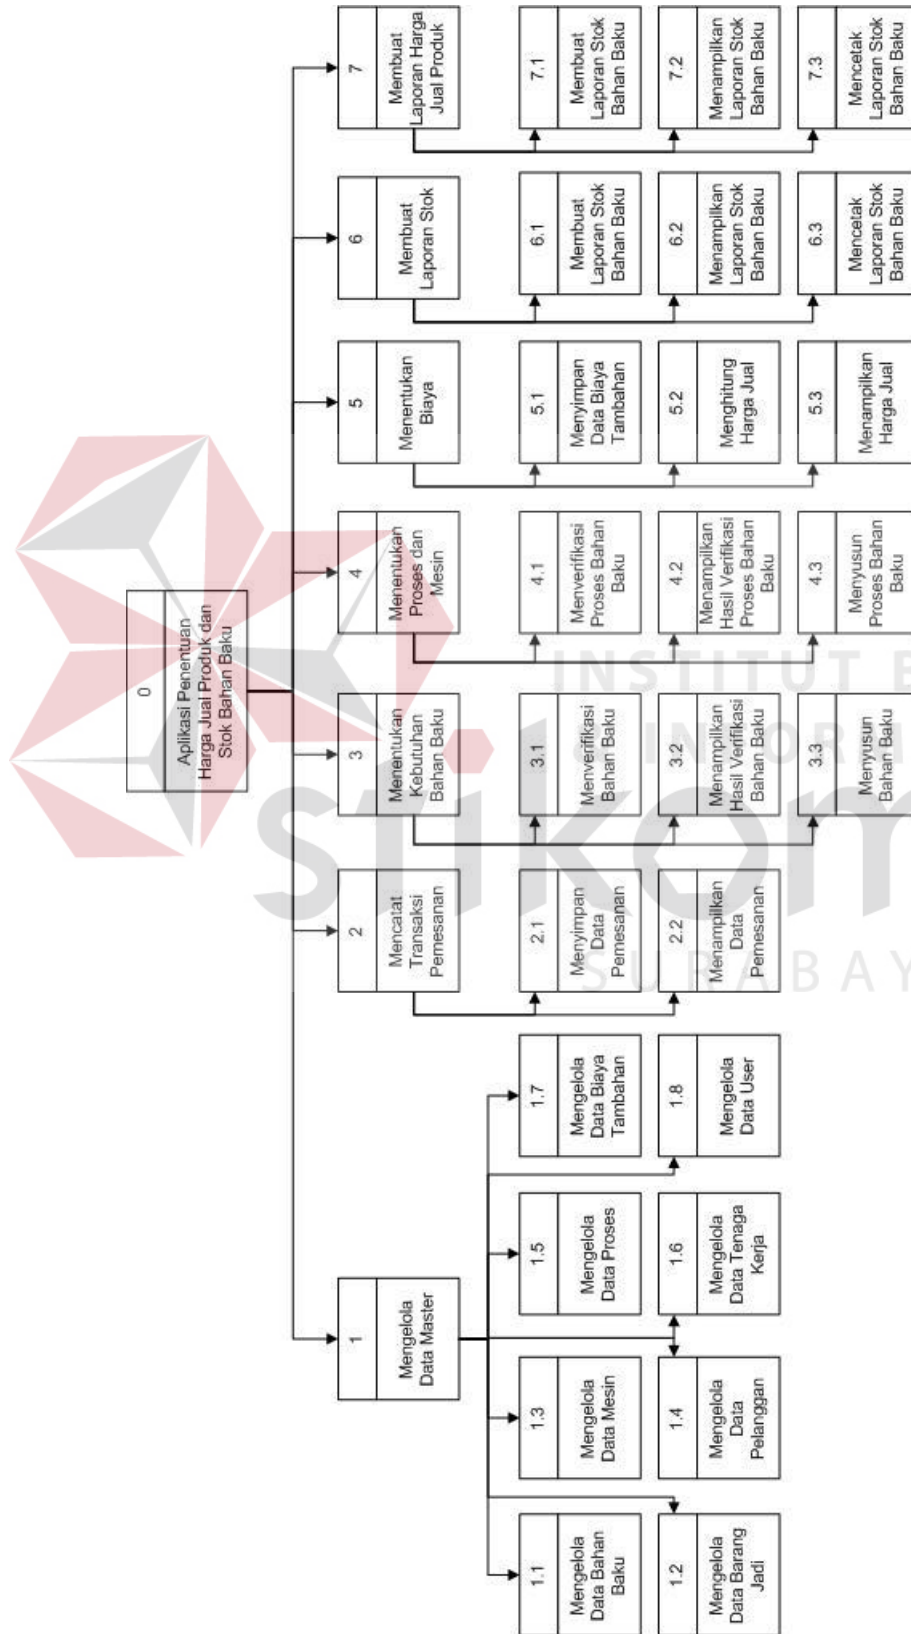 0
Aplikasi Penentuan
Harga Jual Produk dan
Stok Bahan Baku
1
Mengelola
Data Master
2
Mencatat
Transaksi
Pemesanan
3
Menentukan
Kebutuhan
Bahan Baku
4
Menentukan
Proses dan
Mesin
5
Menentukan
Biaya
6
Membuat
Laporan Stok
7
Membuat
Laporan Harga
Jual Produk
1.1
Mengelola
Data Bahan
Baku
1.3
Mengelola
Data Mesin
1.5
Mengelola
Data Proses
1.7
Mengelola
Data Biaya
Tambahan
2.1
Menyimpan
Data
Pemesanan
3.1
Menverifikasi
Bahan Baku
4.1
Menverifikasi
Proses Bahan
Baku
5.1
Menyimpan
Data Biaya
Tambahan
6.1
Membuat
Laporan Stok
Bahan Baku
7.1
Membuat
Laporan Stok
Bahan Baku
1.2
Mengelola
Data Barang
Jadi
1.4
Mengelola
Data
Pelanggan
1.6
Mengelola
Data Tenaga
Kerja
1.8
Mengelola
Data User
2.2
Menampilkan
Data
Pemesanan
3.2
Menampilkan
Hasil Verifikasi
Bahan Baku
4.2
Menampilkan
Hasil Verifikasi
Proses Bahan
Baku
5.2
Menghitung
Harga Jual
6.2
Menampilkan
Laporan Stok
Bahan Baku
7.2
Menampilkan
Laporan Stok
Bahan Baku
3.3
Menyusun
Bahan Baku
4.3
Menyusun
Proses Bahan
Baku
5.3
Menampilkan
Harga Jual
6.3
Mencetak
Laporan Stok
Bahan Baku
7.3
Mencetak
Laporan Stok
Bahan Baku
INSTITUT B
stikom
SURABAY